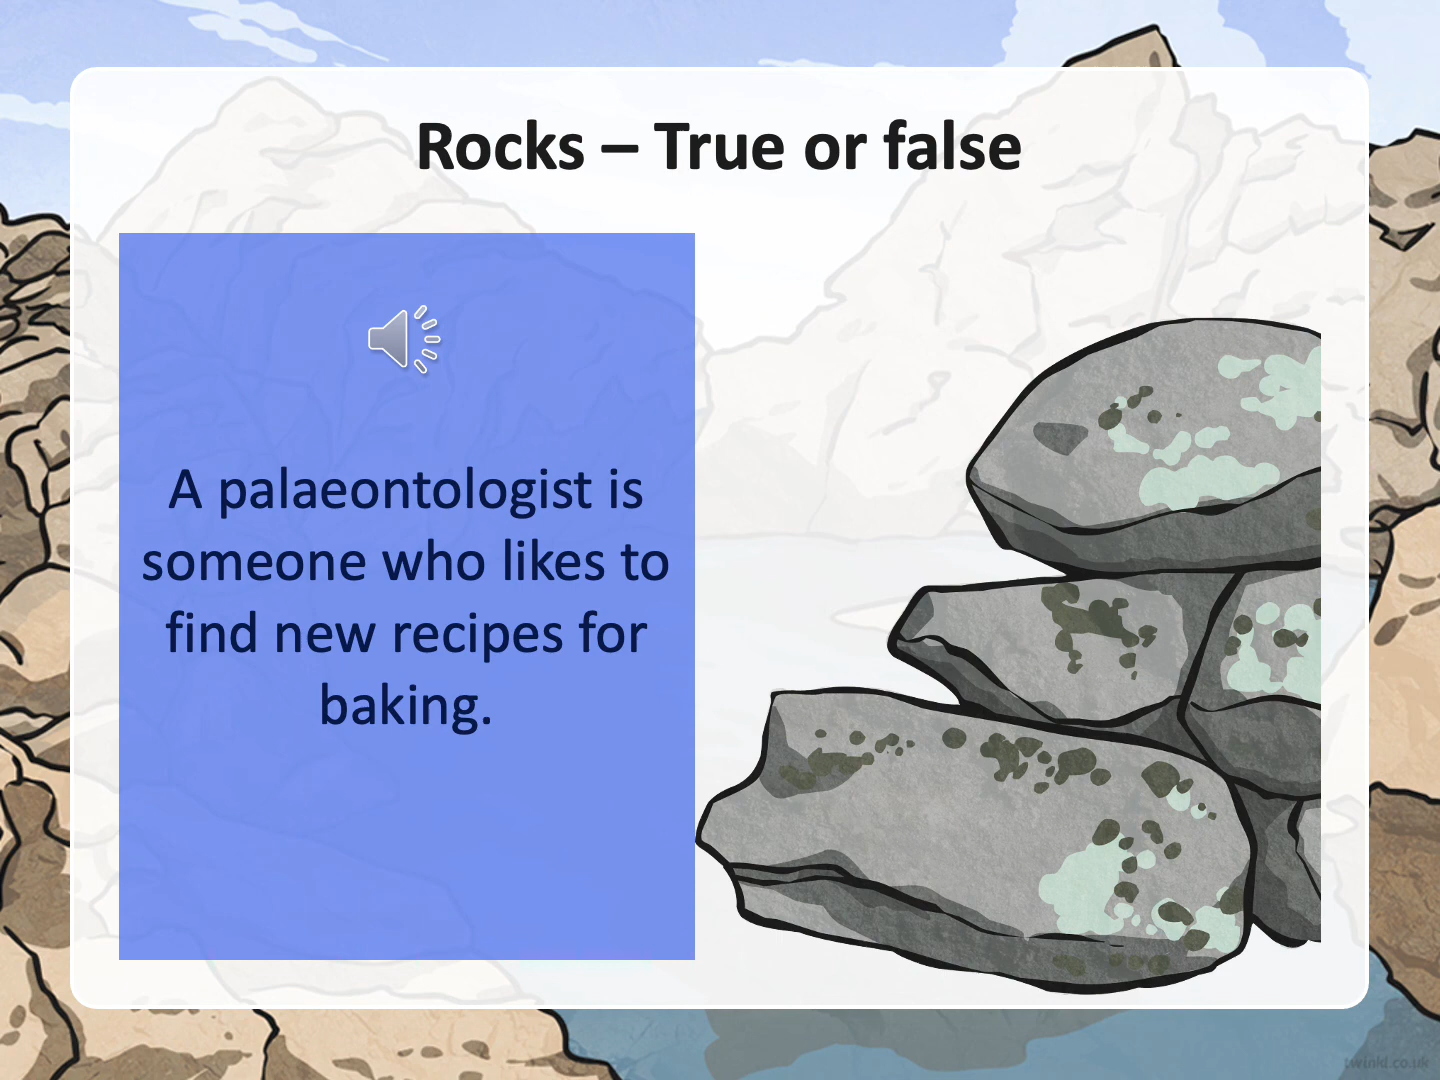 Rocks – True or false
A palaeontologist is
someone who likes to
find new recipes for
baking.
twinkl.co.uk